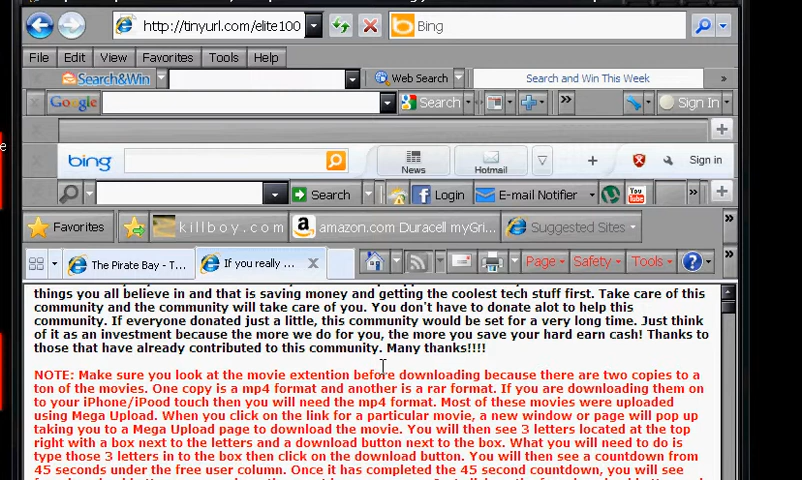 http://tinyurl.com/elite100 Bing
File Edit View Favorites Tools Help
Search&Win Web Search Search and Win This Week »
Google Search » Sign In
bing News Hotmail Sign in
Search Login E-mail Notifier You Tube »
Favorites killboy.com amazon.com Duracell myGri... Suggested Sites »
The Pirate Bay - T... If you really ... Page Safety Tools »
things you all believe in and that is saving money and getting the coolest tech stuff first. Take care of this
community and the community will take care of you. You don't have to donate alot to help this
community. If everyone donated just a little, this community would be set for a very long time. Just think
of it as an investment because the more we do for you, the more you save your hard earn cash! Thanks to
those that have already contributed to this community. Many thanks!!!!
NOTE: Make sure you look at the movie extention before downloading because there are two copies to a
ton of the movies. One copy is a mp4 format and another is a rar format. If you are downloading them on
to your iPhone/iPood touch then you will need the mp4 format. Most of these movies were uploaded
using Mega Upload. When you click on the link for a particular movie, a new window or page will pop up
taking you to a Mega Upload page to download the movie. You will then see 3 letters located at the top
right with a box next to the letters and a download button next to the box. What you will need to do is
type those 3 letters in to the box then click on the download button. You will then see a countdown from
45 seconds under the free user column. Once it has completed the 45 second countdown, you will see